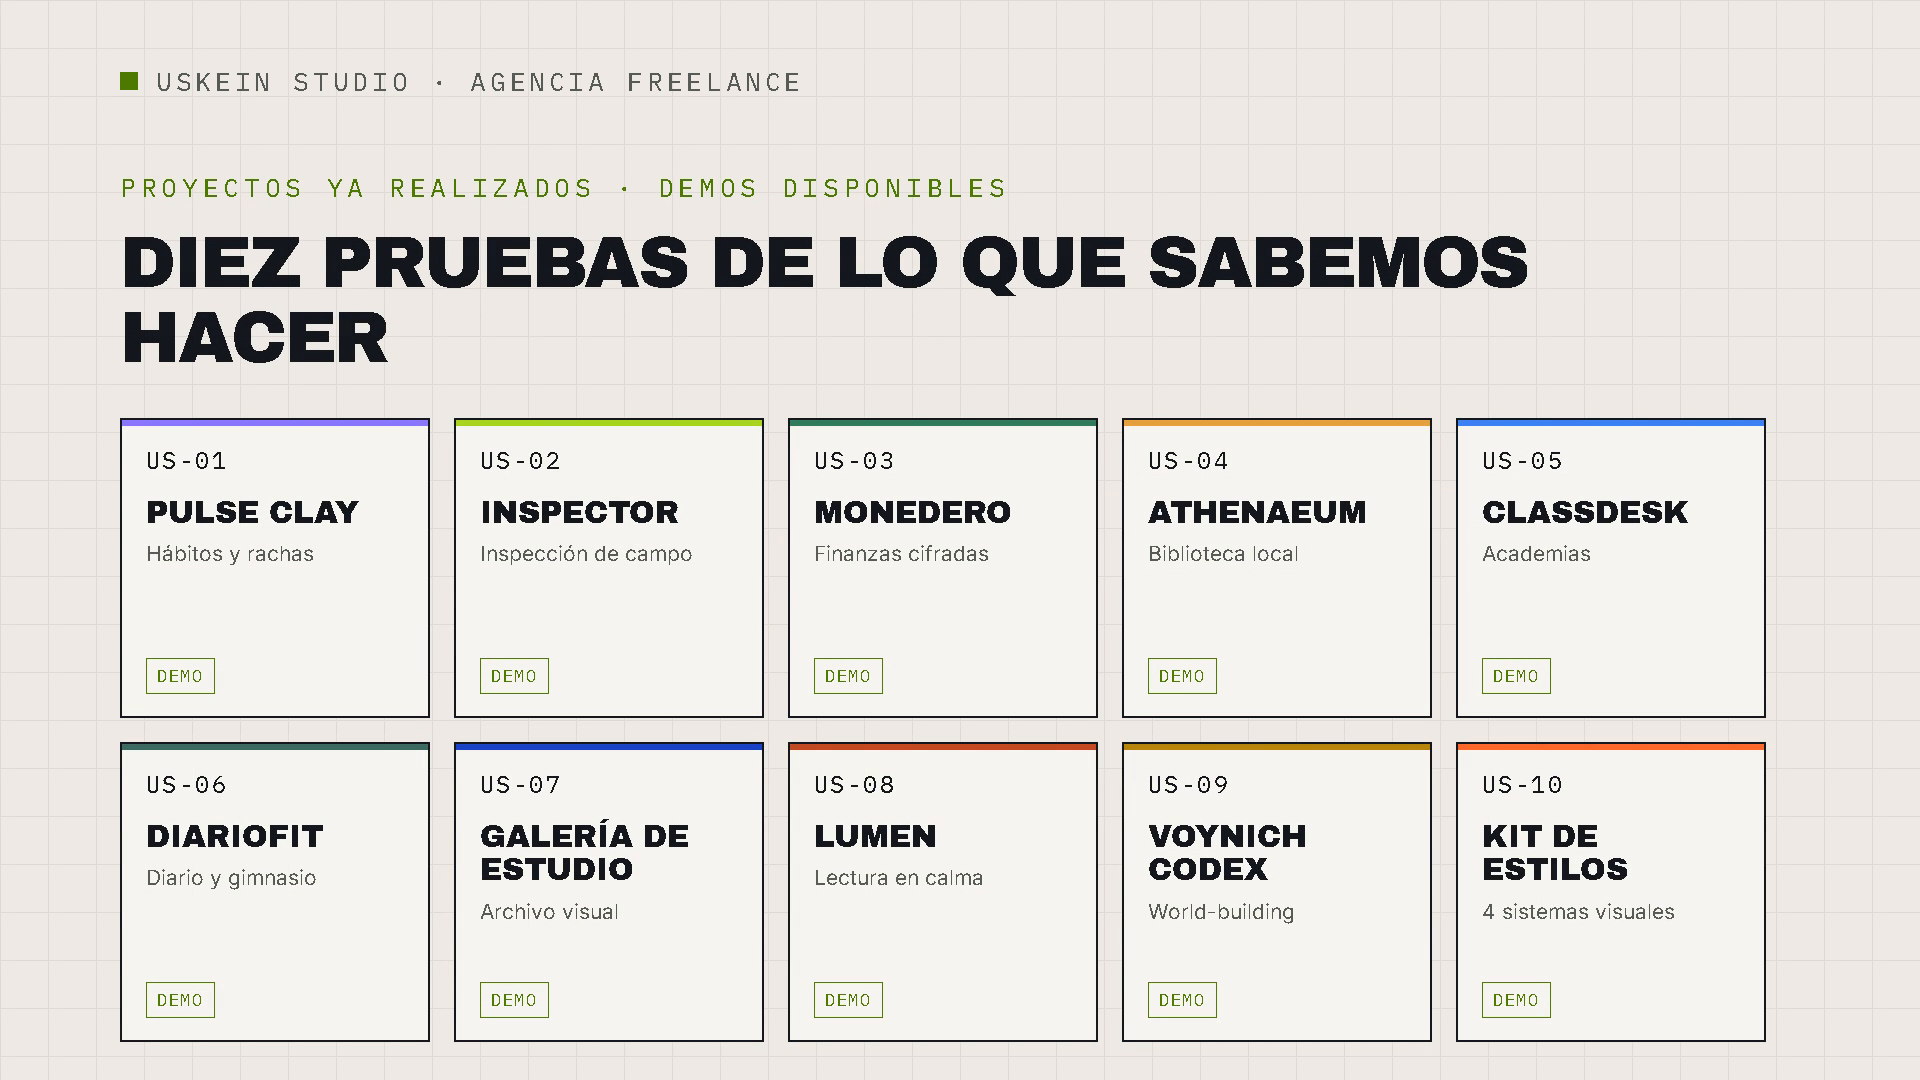 USKEIN STUDIO · AGENCIA FREELANCE
PROYECTOS YA REALIZADOS · DEMOS DISPONIBLES
DIEZ PRUEBAS DE LO QUE SABEMOS
HACER
US-01
PULSE CLAY
Hábitos y rachas
DEMO
US-02
INSPECTOR
Inspección de campo
DEMO
US-03
MONEDERO
Finanzas cifradas
DEMO
US-04
ATHENAEUM
Biblioteca local
DEMO
US-05
CLASSDESK
Academias
DEMO
US-06
DIARIOFIT
Diario y gimnasio
DEMO
US-07
GALERÍA DE
ESTUDIO
Archivo visual
DEMO
US-08
LUMEN
Lectura en calma
DEMO
US-09
VOYNICH
CODEX
World-building
DEMO
US-10
KIT DE
ESTILOS
4 sistemas visuales
DEMO